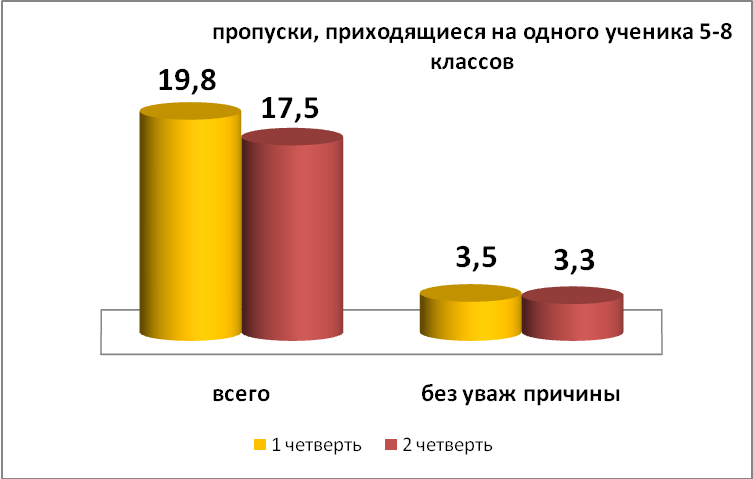 пропуски, приходящиеся на одного ученика 5-8
классов
19,8
17,5
3,5
3,3
всего
без уваж причины
1 четверть
2 четверть